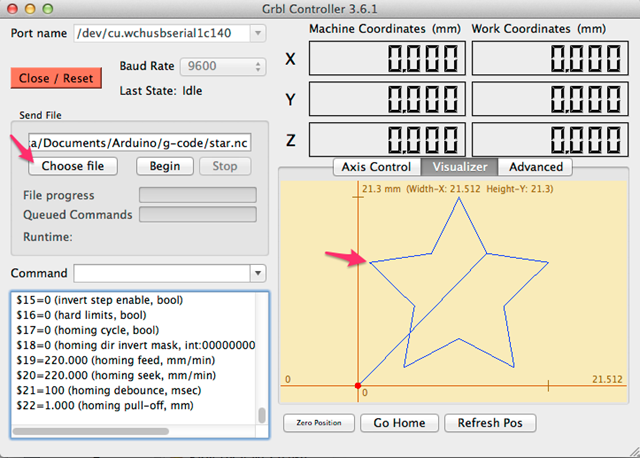 Grbl Controller 3.6.1
Port name /dev/cu.wchusbserial1c140
Close / Reset
Baud Rate 9600
Last State: Idle
Send File
a/Documents/Arduino/g-code/star.nc
Choose file Begin Stop
File progress
Queued Commands
Runtime:
Command
$15=0 (invert step enable, bool)
$16=0 (hard limits, bool)
$17=0 (homing cycle, bool)
$18=0 (homing dir invert mask, int:00000000
$19=220.000 (homing feed, mm/min)
$20=220.000 (homing seek, mm/min)
$21=100 (homing debounce, msec)
$22=1.000 (homing pull-off, mm)
Machine Coordinates (mm) Work Coordinates (mm)
X 0.000 0.000
Y 0.000 0.000
Z 0.000 0.000
Axis Control Visualizer Advanced
21.3 mm (Width-X: 21.512 Height-Y: 21.3)
0 21.512
0
Zero Position Go Home Refresh Pos